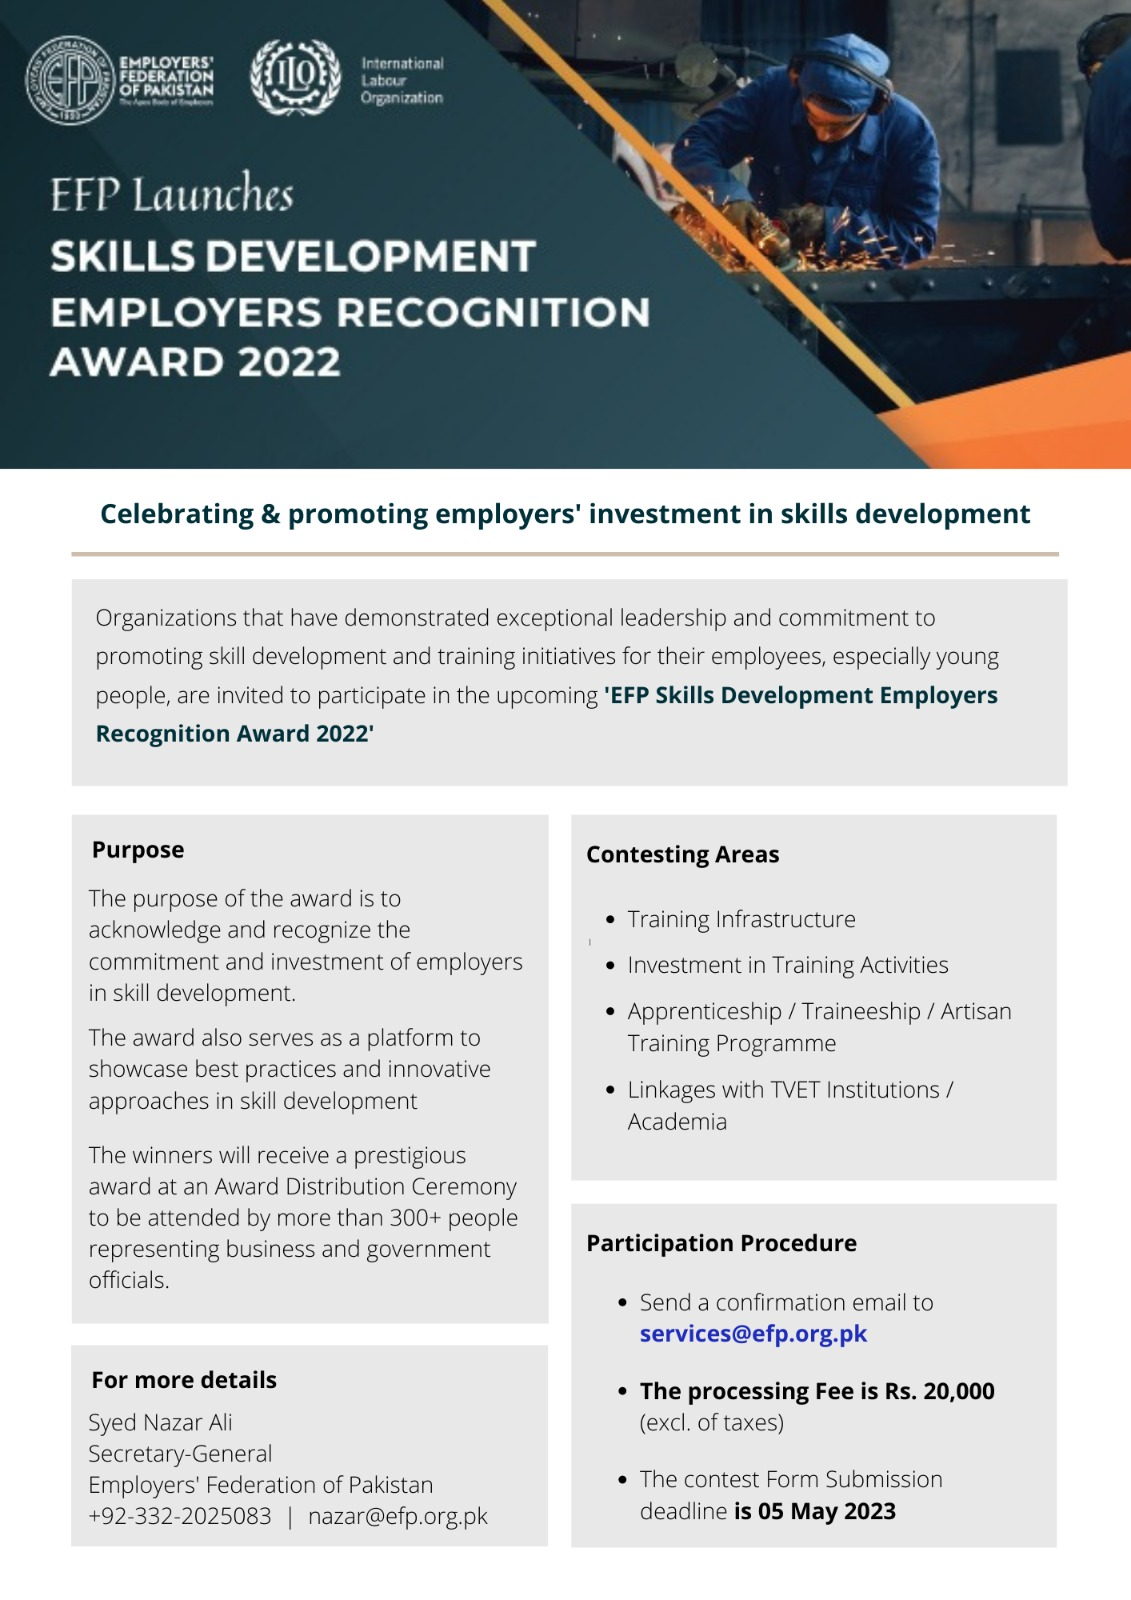 EMPLOYERS'
FEDERATION
OF PAKISTAN
The Apex Body of Employers
EFP
1950
ILO
International
Labour
Organization
EFP Launches
SKILLS DEVELOPMENT
EMPLOYERS RECOGNITION
AWARD 2022
Celebrating & promoting employers' investment in skills development
Organizations that have demonstrated exceptional leadership and commitment to
promoting skill development and training initiatives for their employees, especially young
people, are invited to participate in the upcoming 'EFP Skills Development Employers
Recognition Award 2022'
Purpose
The purpose of the award is to
acknowledge and recognize the
commitment and investment of employers
in skill development.
The award also serves as a platform to
showcase best practices and innovative
approaches in skill development
The winners will receive a prestigious
award at an Award Distribution Ceremony
to be attended by more than 300+ people
representing business and government
officials.
For more details
Syed Nazar Ali
Secretary-General
Employers' Federation of Pakistan
+92-332-2025083 | nazar@efp.org.pk
Contesting Areas
• Training Infrastructure
• Investment in Training Activities
• Apprenticeship / Traineeship / Artisan
Training Programme
• Linkages with TVET Institutions /
Academia
Participation Procedure
• Send a confirmation email to
services@efp.org.pk
• The processing Fee is Rs. 20,000
(excl. of taxes)
• The contest Form Submission
deadline is 05 May 2023